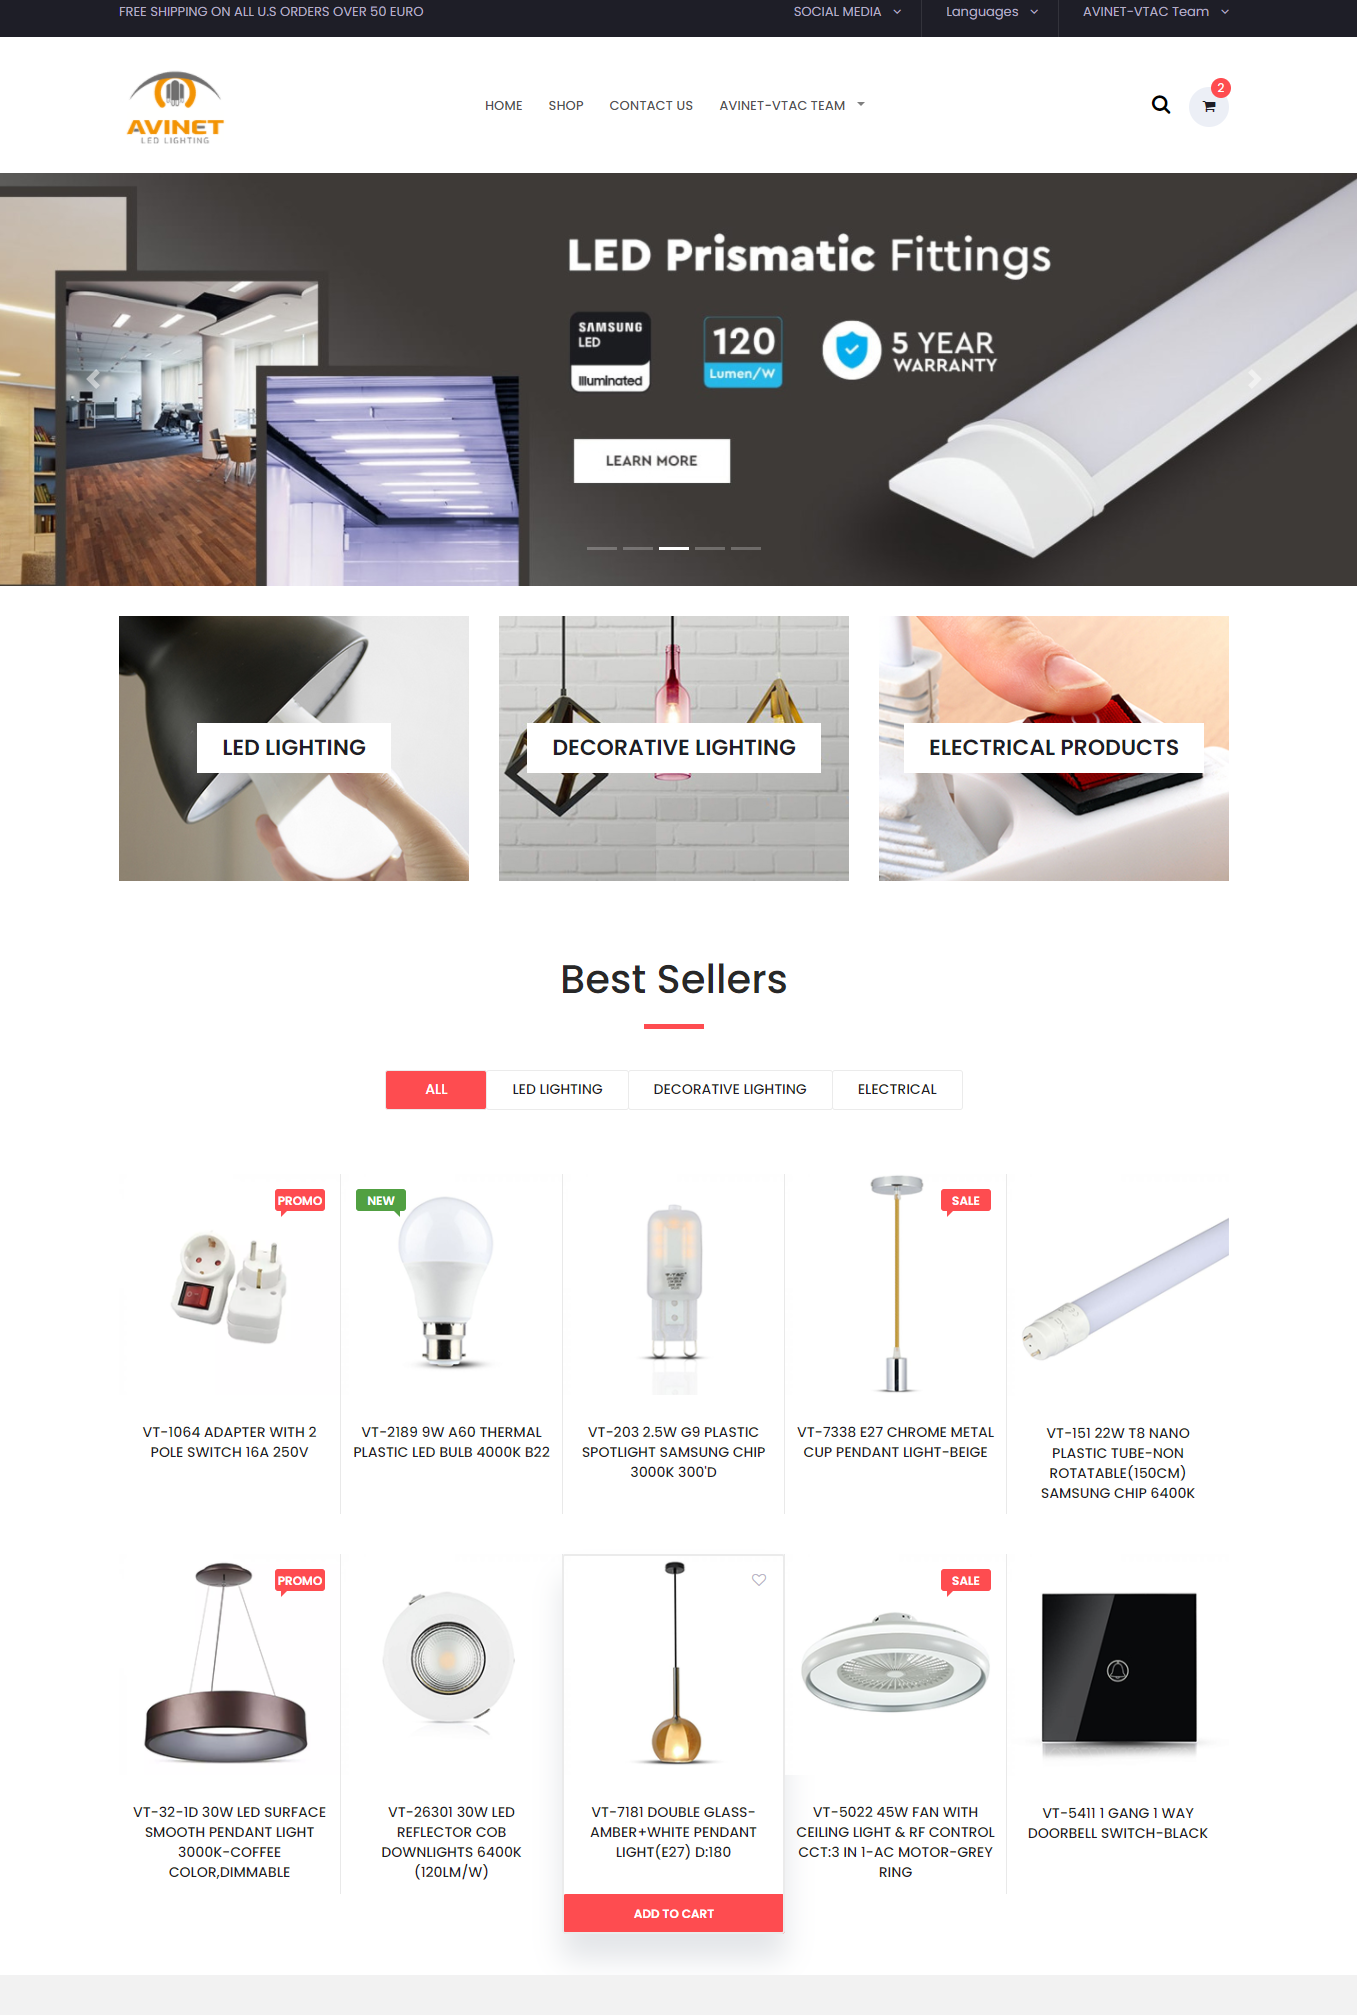 FREE SHIPPING ON ALL U.S ORDERS OVER 50 EURO
SOCIAL MEDIA
Languages
AVINET-VTAC Team
AVINET
LED LIGHTING
HOME
SHOP
CONTACT US
AVINET-VTAC TEAM
2
LED Prismatic Fittings
SAMSUNG
LED
Illuminated
120
Lumen/W
5 YEAR
WARRANTY
LEARN MORE
LED LIGHTING
DECORATIVE LIGHTING
ELECTRICAL PRODUCTS
Best Sellers
ALL
LED LIGHTING
DECORATIVE LIGHTING
ELECTRICAL
PROMO
NEW
SALE
VT-1064 ADAPTER WITH 2
POLE SWITCH 16A 250V
VT-2189 9W A60 THERMAL
PLASTIC LED BULB 4000K B22
VT-203 2.5W G9 PLASTIC
SPOTLIGHT SAMSUNG CHIP
3000K 300'D
VT-7338 E27 CHROME METAL
CUP PENDANT LIGHT-BEIGE
VT-151 22W T8 NANO
PLASTIC TUBE-NON
ROTATABLE(150CM)
SAMSUNG CHIP 6400K
PROMO
SALE
VT-32-1D 30W LED SURFACE
SMOOTH PENDANT LIGHT
3000K-COFFEE
COLOR,DIMMABLE
VT-26301 30W LED
REFLECTOR COB
DOWNLIGHTS 6400K
(120LM/W)
VT-7181 DOUBLE GLASS-
AMBER+WHITE PENDANT
LIGHT(E27) D:180
ADD TO CART
VT-5022 45W FAN WITH
CEILING LIGHT & RF CONTROL
CCT:3 IN 1-AC MOTOR-GREY
RING
VT-5411 1 GANG 1 WAY
DOORBELL SWITCH-BLACK